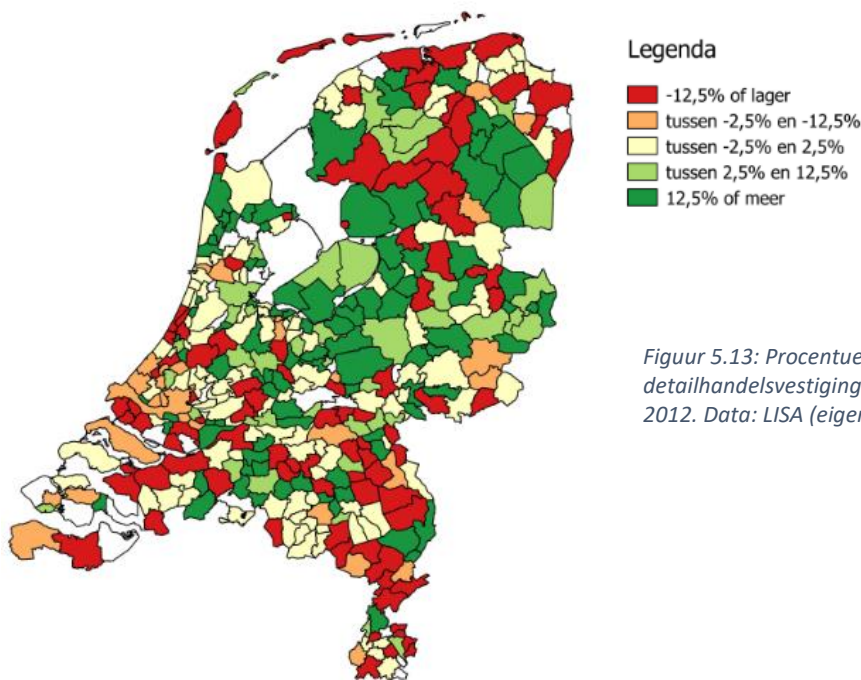 Legenda
-12,5% of lager
tussen -2,5% en -12,5%
tussen -2,5% en 2,5%
tussen 2,5% en 12,5%
12,5% of meer
Figuur 5.13: Procentue
detailhandelsvestiging
2012. Data: LISA (eiger